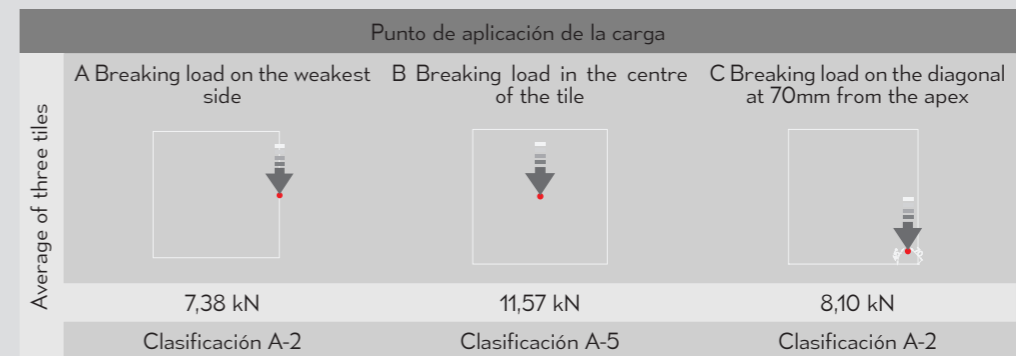 Punto de aplicación de la carga
Average of three tiles
A Breaking load on the weakest
side
B Breaking load in the centre
of the tile
C Breaking load on the diagonal
at 70mm from the apex
7,38 kN
11,57 kN
8,10 kN
Clasificación A-2
Clasificación A-5
Clasificación A-2